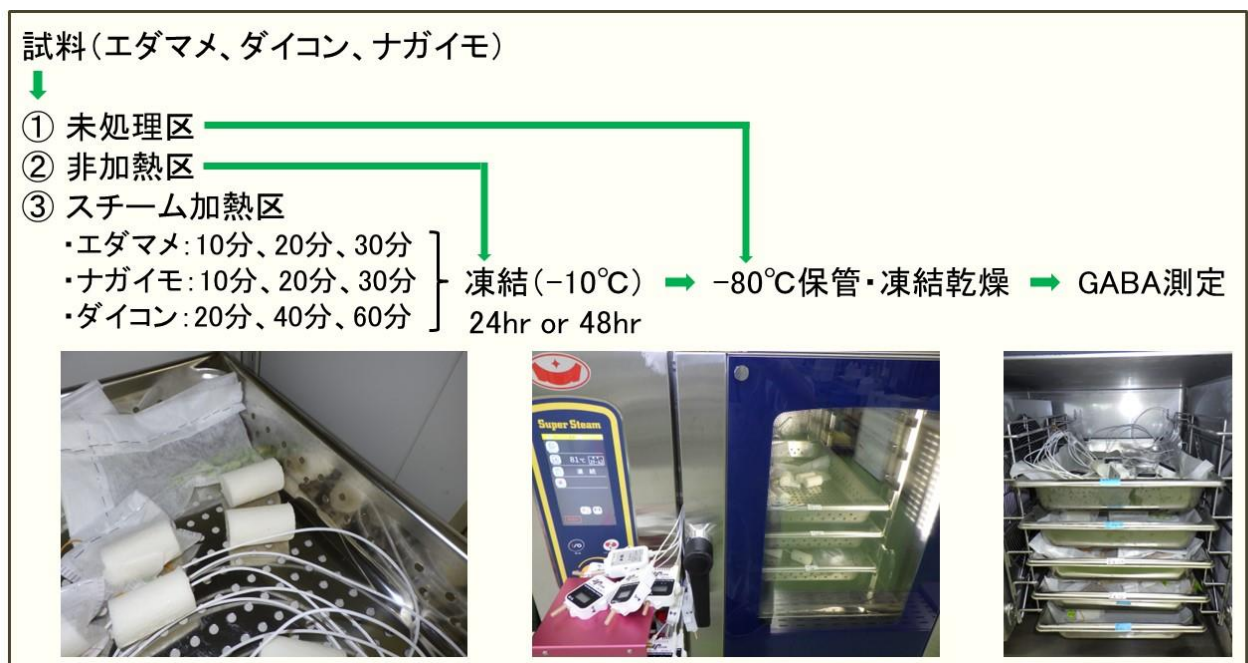 試料(エダマメ、ダイコン、ナガイモ)
① 未処理区
② 非加熱区
③ スチーム加熱区
・エダマメ:10分、20分、30分
・ナガイモ:10分、20分、30分
・ダイコン:20分、40分、60分
凍結(-10℃) ➡ -80℃保管・凍結乾燥 ➡ GABA測定
24hr or 48hr
Super Steam
81℃
凍結